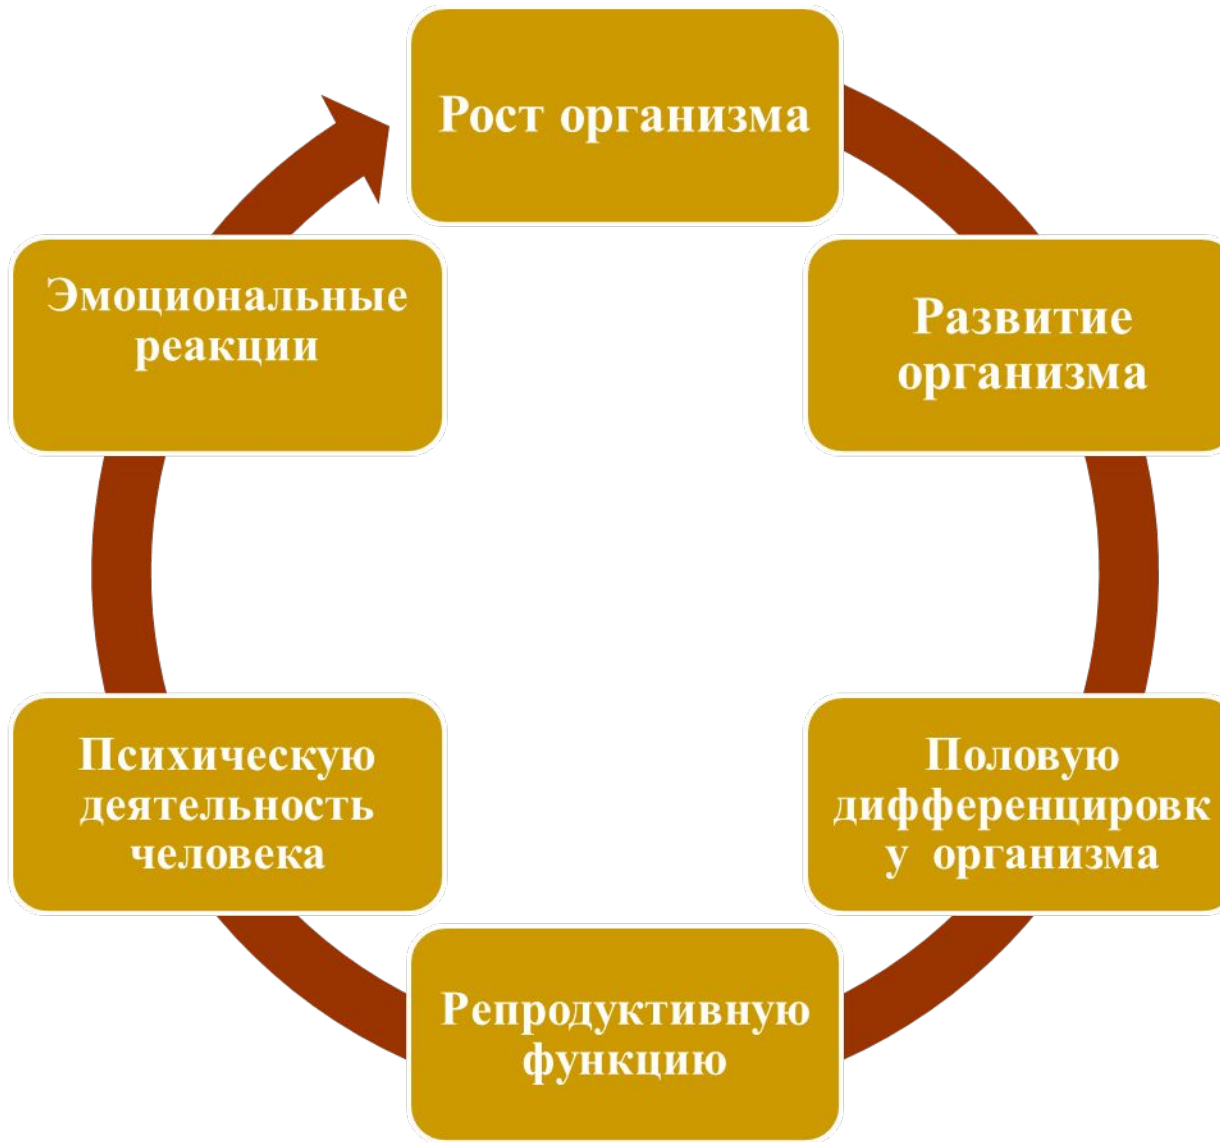 Рост организма
Развитие
организма
Половую
дифференцировк
у организма
Репродуктивную
функцию
Психическую
деятельность
человека
Эмоциональные
реакции